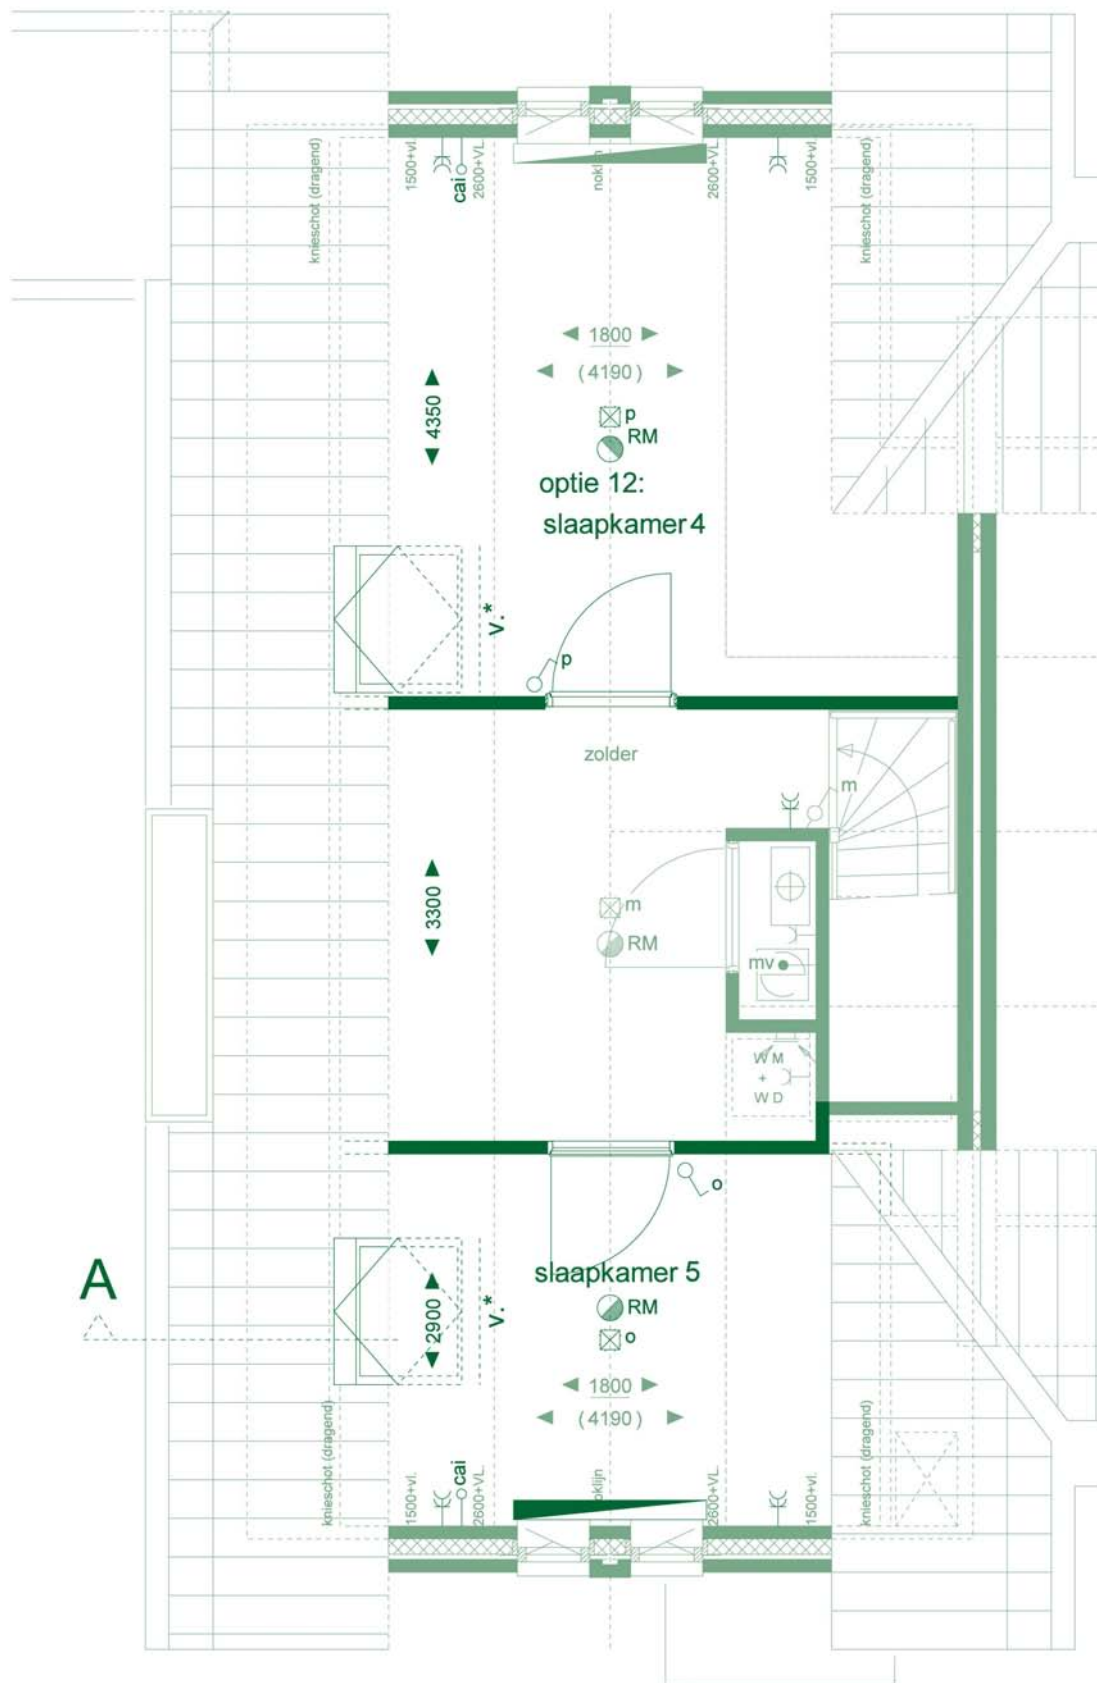 knieschot (dragend)
1500+vl.
cai
2600+VL.
2600+VL
1500+vl.
knieschot (dragend)
1800
(4190)
4350
p
RM
optie 12:
slaapkamer 4
v.*
p
zolder
m
3300
m
RM
mv
WM
+
WD
o
A
slaapkamer 5
2900
v.*
RM
o
1800
(4190)
knieschot (dragend)
1500+vl.
cai
2600+VL.
2600+VL
1500+vl.
knieschot (dragend)